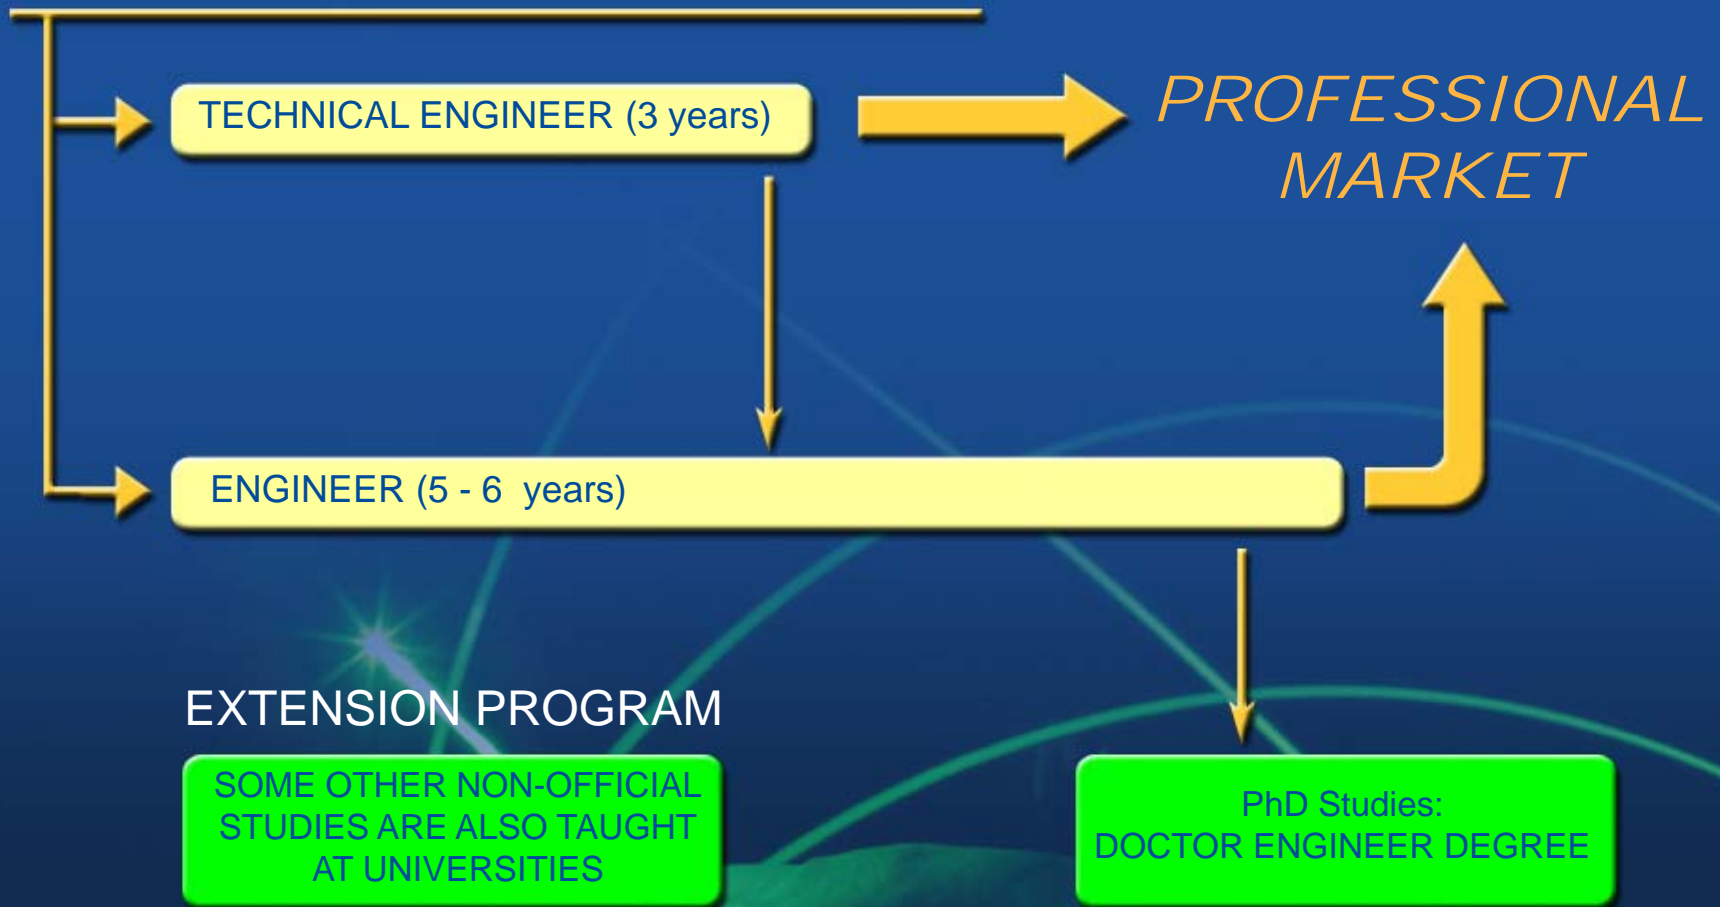 TECHNICAL ENGINEER (3 years)
PROFESSIONAL
MARKET
ENGINEER (5 - 6 years)
EXTENSION PROGRAM
SOME OTHER NON-OFFICIAL
STUDIES ARE ALSO TAUGHT
AT UNIVERSITIES
PhD Studies:
DOCTOR ENGINEER DEGREE